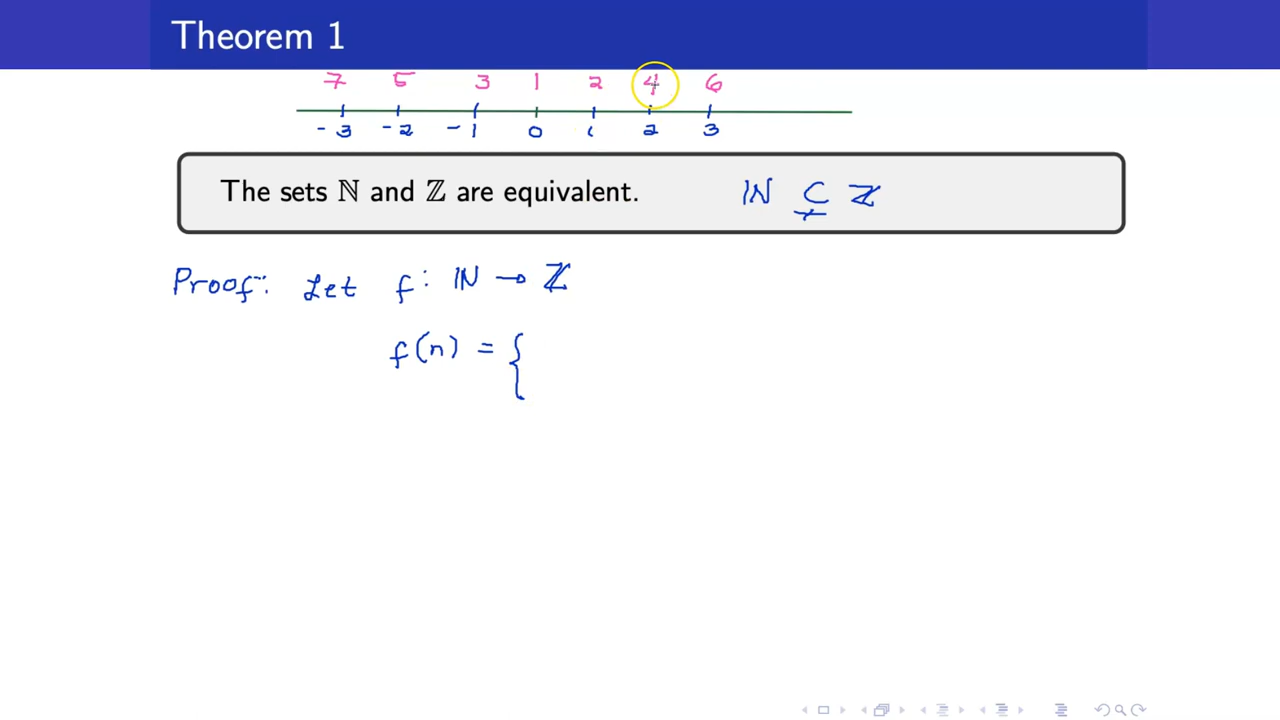 Theorem 1
7 5 3 1 2 4 6
-3 -2 -1 0 1 2 3
The sets ℕ and ℤ are equivalent. ℕ ⊊ ℤ
Proof: Let f: ℕ → ℤ
f(n) = {